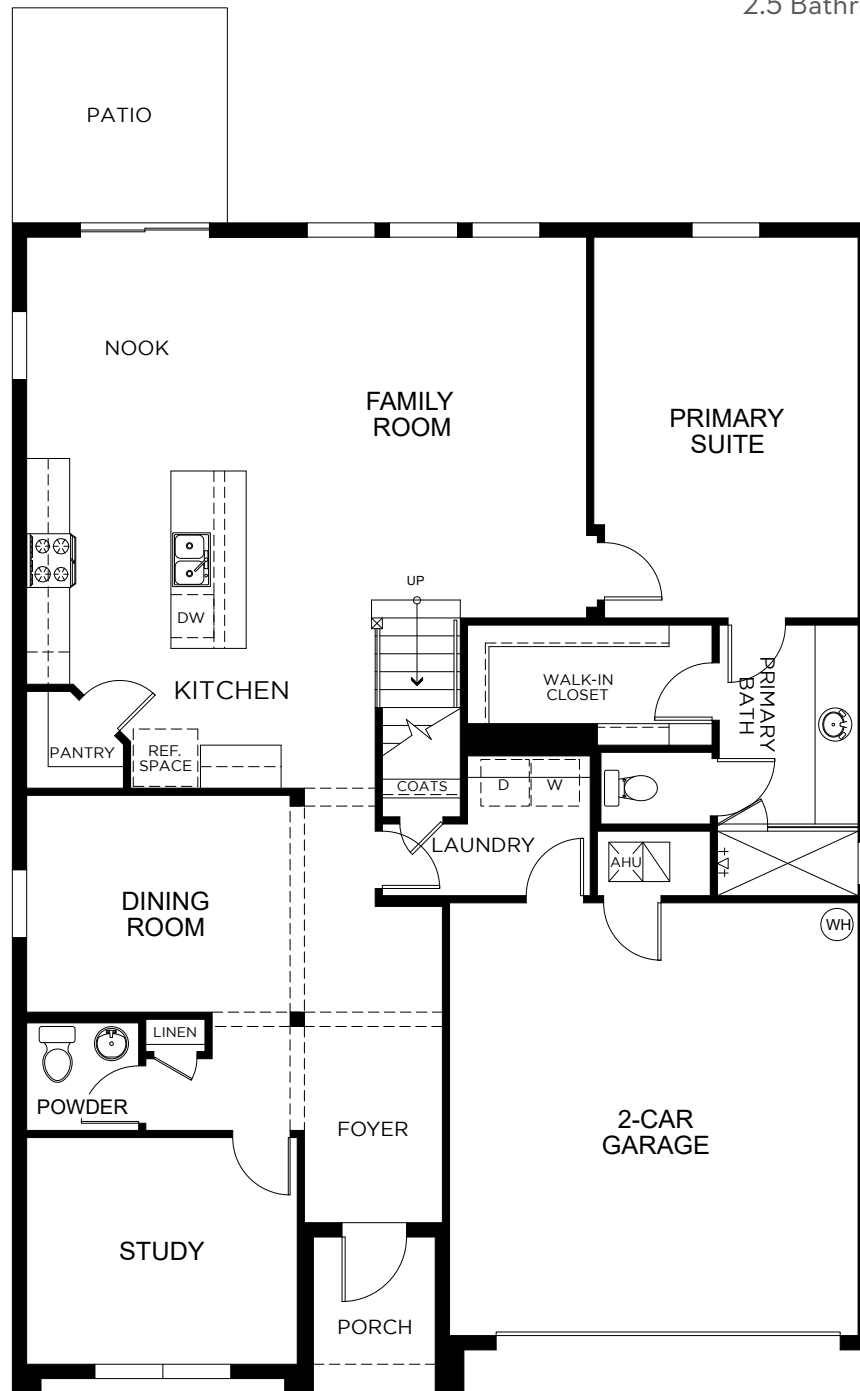 2.5 Bathr
PATIO
NOOK
FAMILY
ROOM
PRIMARY
SUITE
UP
DW
KITCHEN
WALK-IN
CLOSET
PRIMARY
BATH
PANTRY
REF.
SPACE
COATS
D
W
LAUNDRY
AHU
DINING
ROOM
WH
LINEN
POWDER
FOYER
2-CAR
GARAGE
STUDY
PORCH